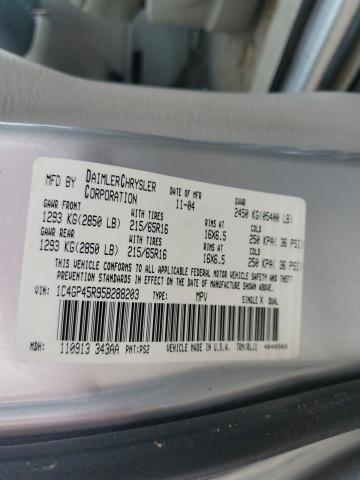 MFD BY DAIMLERCHRYSLER CORPORATION DATE OF MFR 11-04 GVWR 2450 KG(05400 LB)
GAWR FRONT WITH TIRES RIMS COLD
1293 KG(2850 LB) 215/65R16 16X6.5 250 KPA( 36 PSI)
GAWR REAR WITH TIRES RIMS COLD
1293 KG(2850 LB) 215/65R16 16X6.5 250 KPA( 36 PSI)
THIS VEHICLE CONFORMS TO ALL APPLICABLE FEDERAL MOTOR VEHICLE SAFETY AND THEFT
PREVENTION STANDARDS IN EFFECT ON THE DATE OF MANUFACTURE SHOWN ABOVE.
VIN: 1C4GP45R95B288203 TYPE: MPV SINGLE X DUAL
MDH: 110913 343AA PNT:PS2 VEHICLE MADE IN U.S.A. TRM:RLJ1